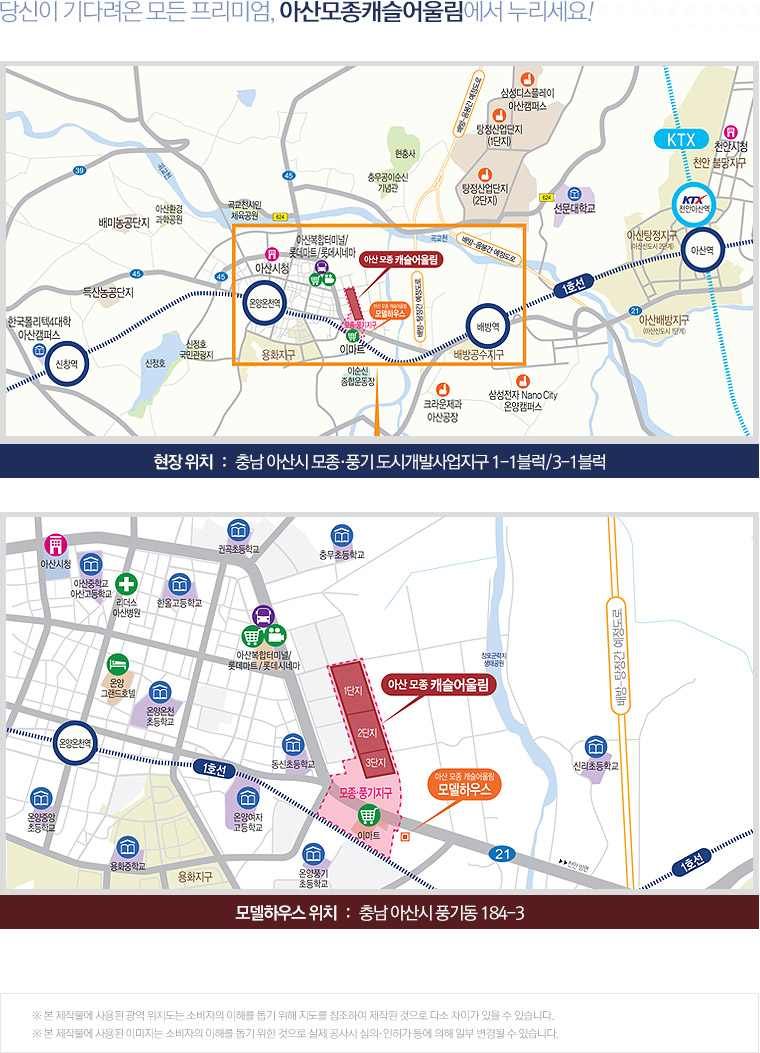 당신이 기다려온 모든 프리미엄, 아산모종캐슬어울림에서 누리세요!
삼성디스플레이
아산캠퍼스
배방~음봉간 예정도로
탕정산업단지
(1단지)
KTX
천안시청
천안 불당지구
현충사
39
곡교천
45
충무공이순신
기념관
탕정산업단지
(2단지)
624
선문대학교
KTX
천안아산역
아산환경
과학공원
곡교천시민
체육공원
624
배미농공단지
아산복합터미널/
롯데마트/롯데시네마
곡교천
배방~음봉간 예정도로
아산탕정지구
(아산신도시 2단계)
아산역
아산시청
아산 모종 캐슬어울림
45
45
득산농공단지
온양온천역
아산 모종 캐슬어울림
모델하우스
배방~탕정간 예정도로
1호선
21
한국폴리텍4대학
아산캠퍼스
모종·풍기지구
배방역
아산배방지구
(아산신도시 1단계)
신창역
신정호
신정호
국민관광지
용화지구
이마트
배방공수지구
이순신
종합운동장
크라운제과
아산공장
삼성전자 Nano City
온양캠퍼스
현장 위치 : 충남 아산시 모종·풍기 도시개발사업지구 1-1블럭/3-1블럭
권곡초등학교
충무초등학교
아산시청
아산중학교
아산고등학교
리더스
아산병원
한올고등학교
배방~탕정간 예정도로
아산복합터미널/
롯데마트/롯데시네마
창포군락지
생태공원
온양
그랜드호텔
1단지
아산 모종 캐슬어울림
온양온천
초등학교
2단지
온양온천역
동신초등학교
3단지
신리초등학교
1호선
모종·풍기지구
아산 모종 캐슬어울림
모델하우스
온양중앙
초등학교
온양여자
고등학교
이마트
21
천안 방면
1호선
용화중학교
용화지구
온양풍기
초등학교
모델하우스 위치 : 충남 아산시 풍기동 184-3
※ 본 제작물에 사용된 광역 위치도는 소비자의 이해를 돕기 위해 지도를 참조하여 제작된 것으로 다소 차이가 있을 수 있습니다.
※ 본 제작물에 사용된 이미지는 소비자의 이해를 돕기 위한 것으로 실제 공사시 심의·인허가 등에 의해 일부 변경될 수 있습니다.